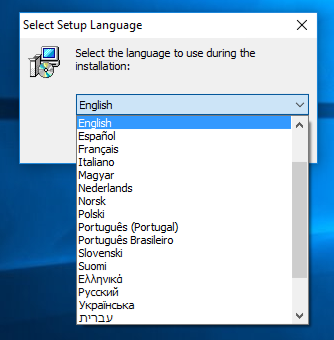 Select Setup Language
Select the language to use during the
installation:
English
English
Español
Français
Italiano
Magyar
Nederlands
Norsk
Polski
Português (Portugal)
Português Brasileiro
Slovenski
Suomi
Ελληνικά
Русский
Українська
עברית